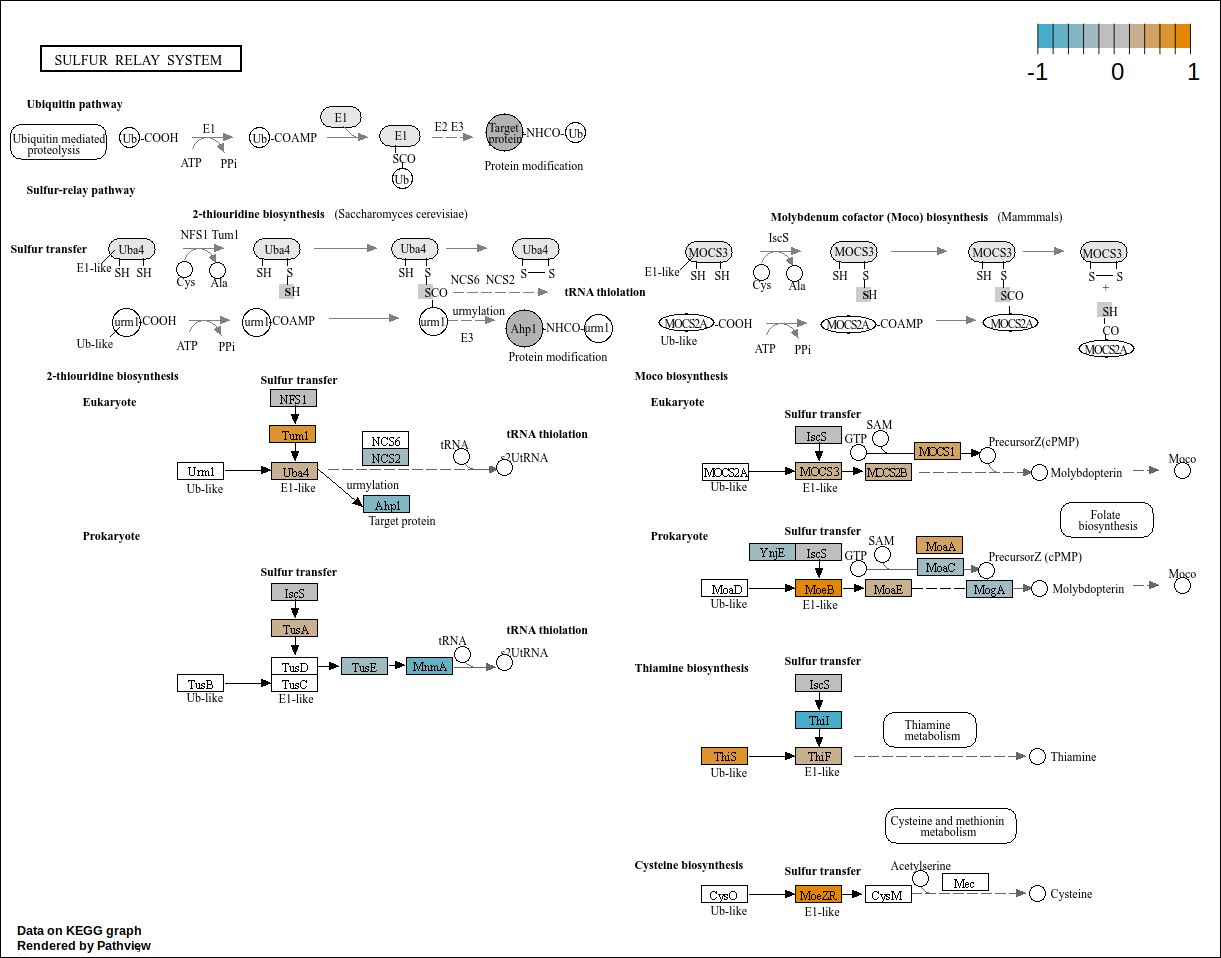 SULFUR RELAY SYSTEM
-1 0 1
Ubiquitin pathway
Ubiquitin mediated
proteolysis
Ub -COOH
E1
ATP PPi
Ub -COAMP
E1
E1
SCO
Ub
E2 E3
Target
protein
-NHCO- Ub
Protein modification
Sulfur-relay pathway
2-thiouridine biosynthesis (Saccharomyces cerevisiae)
Sulfur transfer
Uba4
E1-like
SH SH
NFS1 Tum1
Cys Ala
Uba4
SH S
SH
Uba4
SH S
SCO
urm1
Uba4
S S
NCS6 NCS2
tRNA thiolation
urm1 -COOH
Ub-like
ATP PPi
urm1 -COAMP
urmylation
E3
Ahp1 -NHCO- urm1
Protein modification
Molybdenum cofactor (Moco) biosynthesis (Mammmals)
MOCS3
E1-like
SH SH
IscS
Cys Ala
MOCS3
SH S
SH
MOCS3
SH S
SCO
MOCS2A
MOCS3
S S
+
SH
CO
MOCS2A
MOCS2A -COOH
Ub-like
ATP PPi
MOCS2A -COAMP
2-thiouridine biosynthesis
Eukaryote
Sulfur transfer
NFS1
Tum1
Urm1
Ub-like
Uba4
E1-like
NCS6
NCS2
tRNA
tRNA thiolation
2UtRNA
urmylation
Ahp1
Target protein
Prokaryote
Sulfur transfer
IscS
TusA
TusD
TusC
E1-like
TusB
Ub-like
TusE
MnmA
tRNA
tRNA thiolation
2UtRNA
Moco biosynthesis
Eukaryote
Sulfur transfer
IscS
GTP
SAM
MOCS1
PrecursorZ(cPMP)
MOCS2A
Ub-like
MOCS3
E1-like
MOCS2B
Molybdopterin
Moco
Folate
biosynthesis
Prokaryote
Sulfur transfer
YnjE IscS
GTP
SAM
MoaA
MoaC
PrecursorZ (cPMP)
MoaD
Ub-like
MoeB
E1-like
MoaE
MogA
Molybdopterin
Moco
Thiamine biosynthesis
Sulfur transfer
IscS
ThiI
ThiS
Ub-like
ThiF
E1-like
Thiamine
metabolism
Thiamine
Cysteine and methionin
metabolism
Cysteine biosynthesis
Sulfur transfer
Acetylserine
Mec
CysO
Ub-like
MoeZR
E1-like
CysM
Cysteine
Data on KEGG graph
Rendered by Pathview